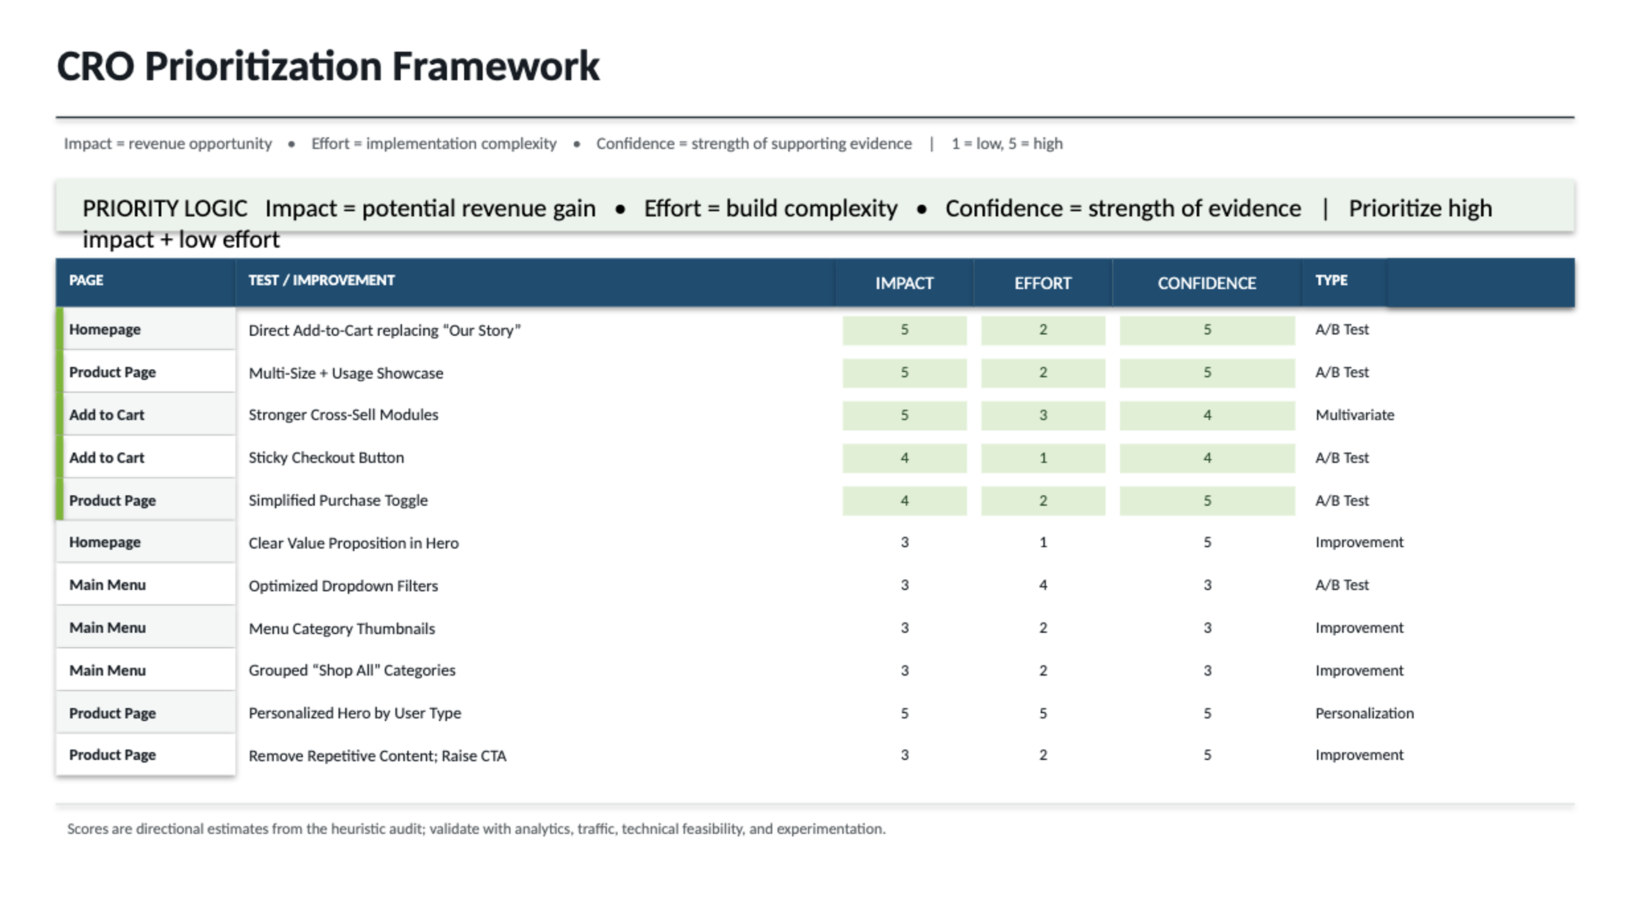 CRO Prioritization Framework
Impact = revenue opportunity • Effort = implementation complexity • Confidence = strength of supporting evidence | 1 = low, 5 = high
PRIORITY LOGIC Impact = potential revenue gain • Effort = build complexity • Confidence = strength of evidence | Prioritize high
impact + low effort
PAGE TEST / IMPROVEMENT IMPACT EFFORT CONFIDENCE TYPE
Homepage Direct Add-to-Cart replacing “Our Story” 5 2 5 A/B Test
Product Page Multi-Size + Usage Showcase 5 2 5 A/B Test
Add to Cart Stronger Cross-Sell Modules 5 3 4 Multivariate
Add to Cart Sticky Checkout Button 4 1 4 A/B Test
Product Page Simplified Purchase Toggle 4 2 5 A/B Test
Homepage Clear Value Proposition in Hero 3 1 5 Improvement
Main Menu Optimized Dropdown Filters 3 4 3 A/B Test
Main Menu Menu Category Thumbnails 3 2 3 Improvement
Main Menu Grouped “Shop All” Categories 3 2 3 Improvement
Product Page Personalized Hero by User Type 5 5 5 Personalization
Product Page Remove Repetitive Content; Raise CTA 3 2 5 Improvement
Scores are directional estimates from the heuristic audit; validate with analytics, traffic, technical feasibility, and experimentation.